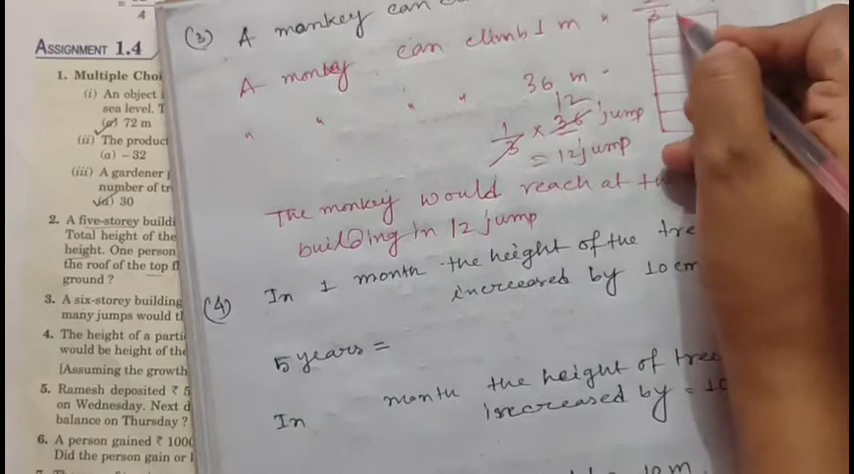 A
ASSIGNMENT 1.4
1. Multiple Choi
(i) An object
sea level. T
(a) 72 m
(ii) The product
(a) – 32
(iii) A gardener
number of tr
(a) 30
2. A five-storey buildi
Total height of the
height. One person
the roof of the top fl
ground ?
3. A six-storey building
many jumps would t
4. The height of a parti
would be height of the
[Assuming the growth
5. Ramesh deposited ₹ 5
on Wednesday. Next d
balance on Thursday ?
6. A person gained ₹ 1000
Did the person gain or l
(3) A monkey can
A monkey can climb 1 m "
" " " " 36 m -
12
1/3 × 36 jump
= 12 jump
The monkey would reach at
building in 12 jump
(4) In 1 month the height of the tre
increased by 10 cm
5 years =
In month the height of tree
increased by = 10
10 m